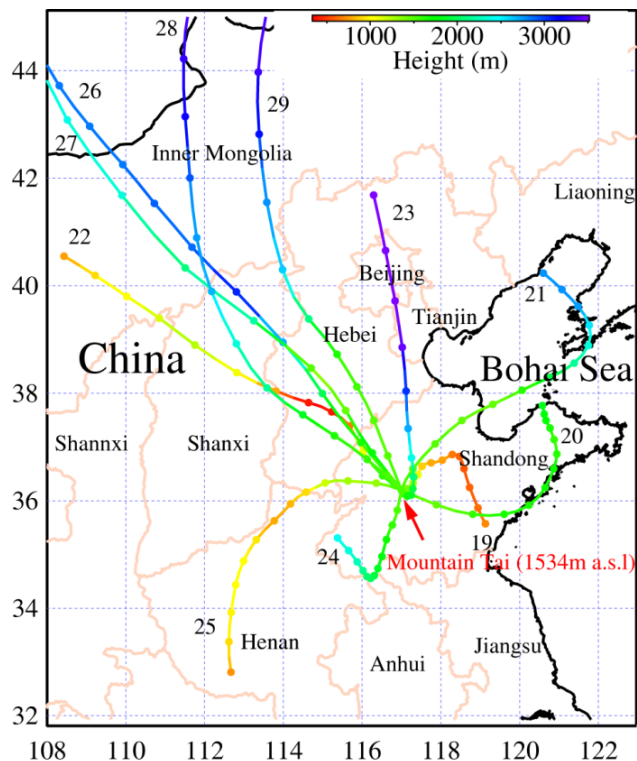 28
1000 2000 3000
Height (m)
44
26
29
27
Inner Mongolia
42
Liaoning
22
23
40
Beijing
21
Tianjin
China
Hebei
Bohai Sea
38
Shannxi
Shanxi
20
Shandong
36
24
19
Mountain Tai (1534m a.s.l)
34
25
Henan
Jiangsu
Anhui
32
108 110 112 114 116 118 120 122